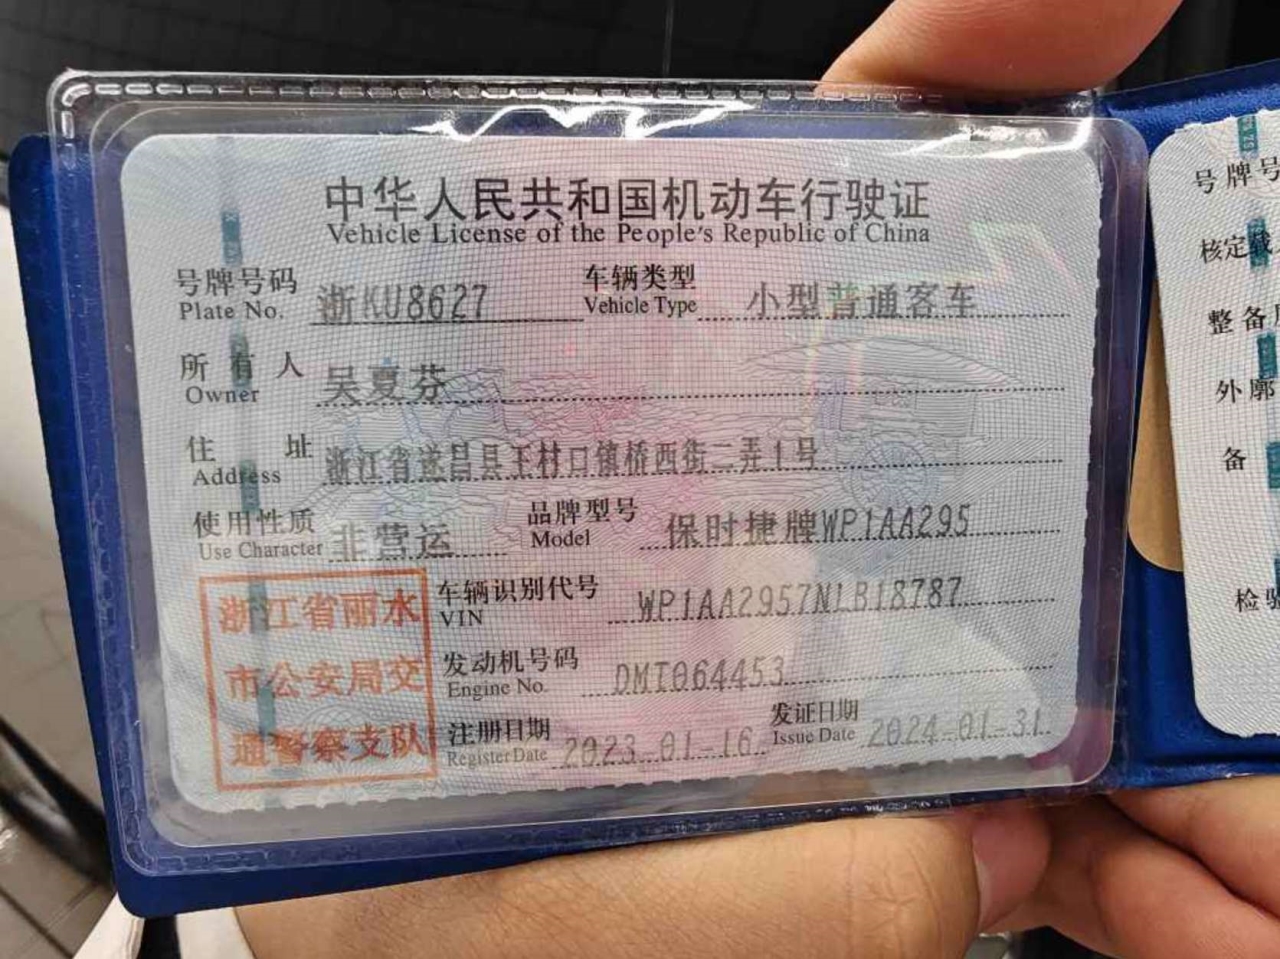 中华人民共和国机动车行驶证
Vehicle License of the People's Republic of China
号牌号码 浙KU8627 车辆类型 小型普通客车
Plate No. Vehicle Type
所有人 吴夏芬
Owner
住址 浙江省遂昌县王村口镇桥西街二弄1号
Address
使用性质 非营运 品牌型号 保时捷牌WP1AA295
Use Character Model
浙江省丽水
市公安局交
通警察支队
车辆识别代号 WP1AA2957NLB18787
VIN
发动机号码 DMT064453
Engine No.
注册日期 2023-01-16 发证日期 2024-01-31
Register Date Issue Date
号牌号
核定载
整备
外廓
备
检验